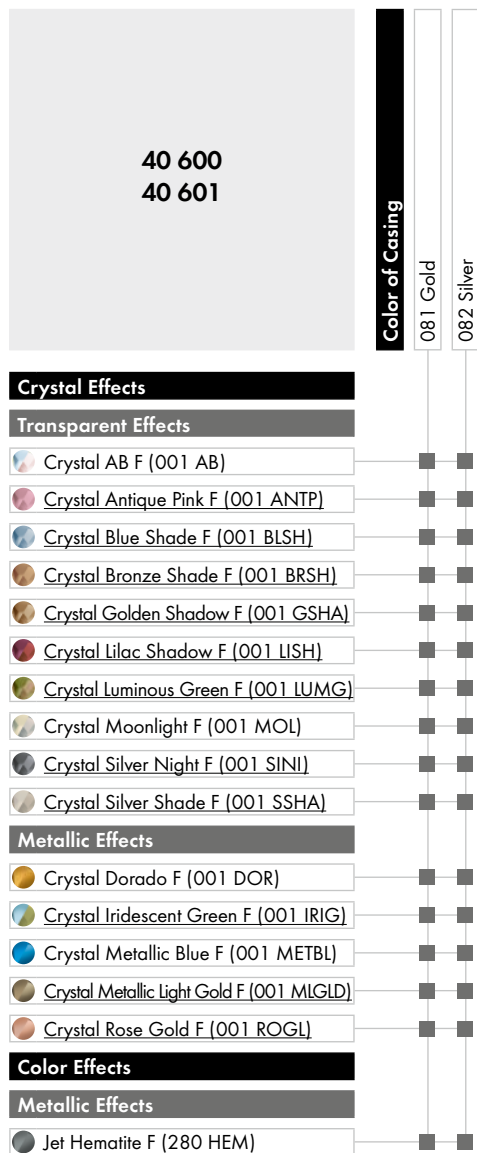 40 600
40 601
Color of Casing
081 Gold
082 Silver
Crystal Effects
Transparent Effects
Crystal AB F (001 AB)
Crystal Antique Pink F (001 ANTP)
Crystal Blue Shade F (001 BLSH)
Crystal Bronze Shade F (001 BRSH)
Crystal Golden Shadow F (001 GSHA)
Crystal Lilac Shadow F (001 LISH)
Crystal Luminous Green F (001 LUMG)
Crystal Moonlight F (001 MOL)
Crystal Silver Night F (001 SINI)
Crystal Silver Shade F (001 SSHA)
Metallic Effects
Crystal Dorado F (001 DOR)
Crystal Iridescent Green F (001 IRIG)
Crystal Metallic Blue F (001 METBL)
Crystal Metallic Light Gold F (001 MLGLD)
Crystal Rose Gold F (001 ROGL)
Color Effects
Metallic Effects
Jet Hematite F (280 HEM)